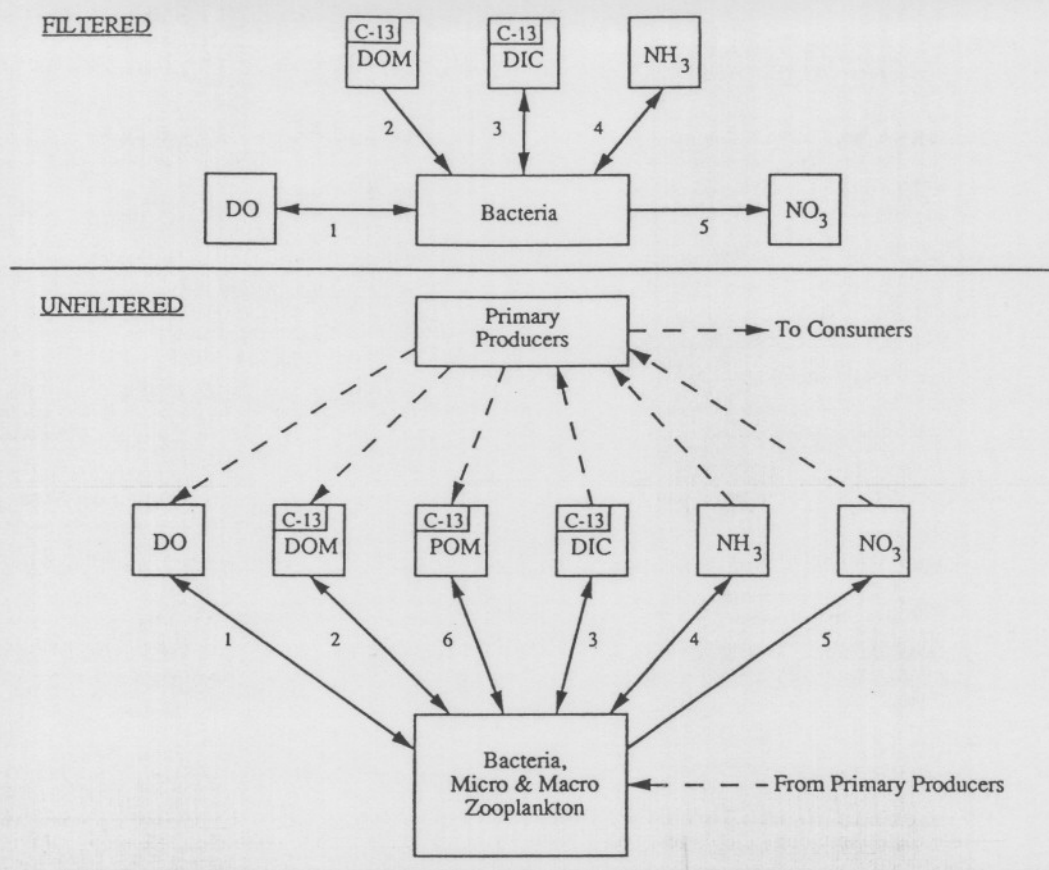 FILTERED
C-13
DOM
C-13
DIC
NH3
2
3
4
DO
1
Bacteria
5
NO3
UNFILTERED
Primary
Producers
To Consumers
DO
C-13
DOM
C-13
POM
C-13
DIC
NH3
NO3
1
2
6
3
4
5
Bacteria,
Micro & Macro
Zooplankton
From Primary Producers